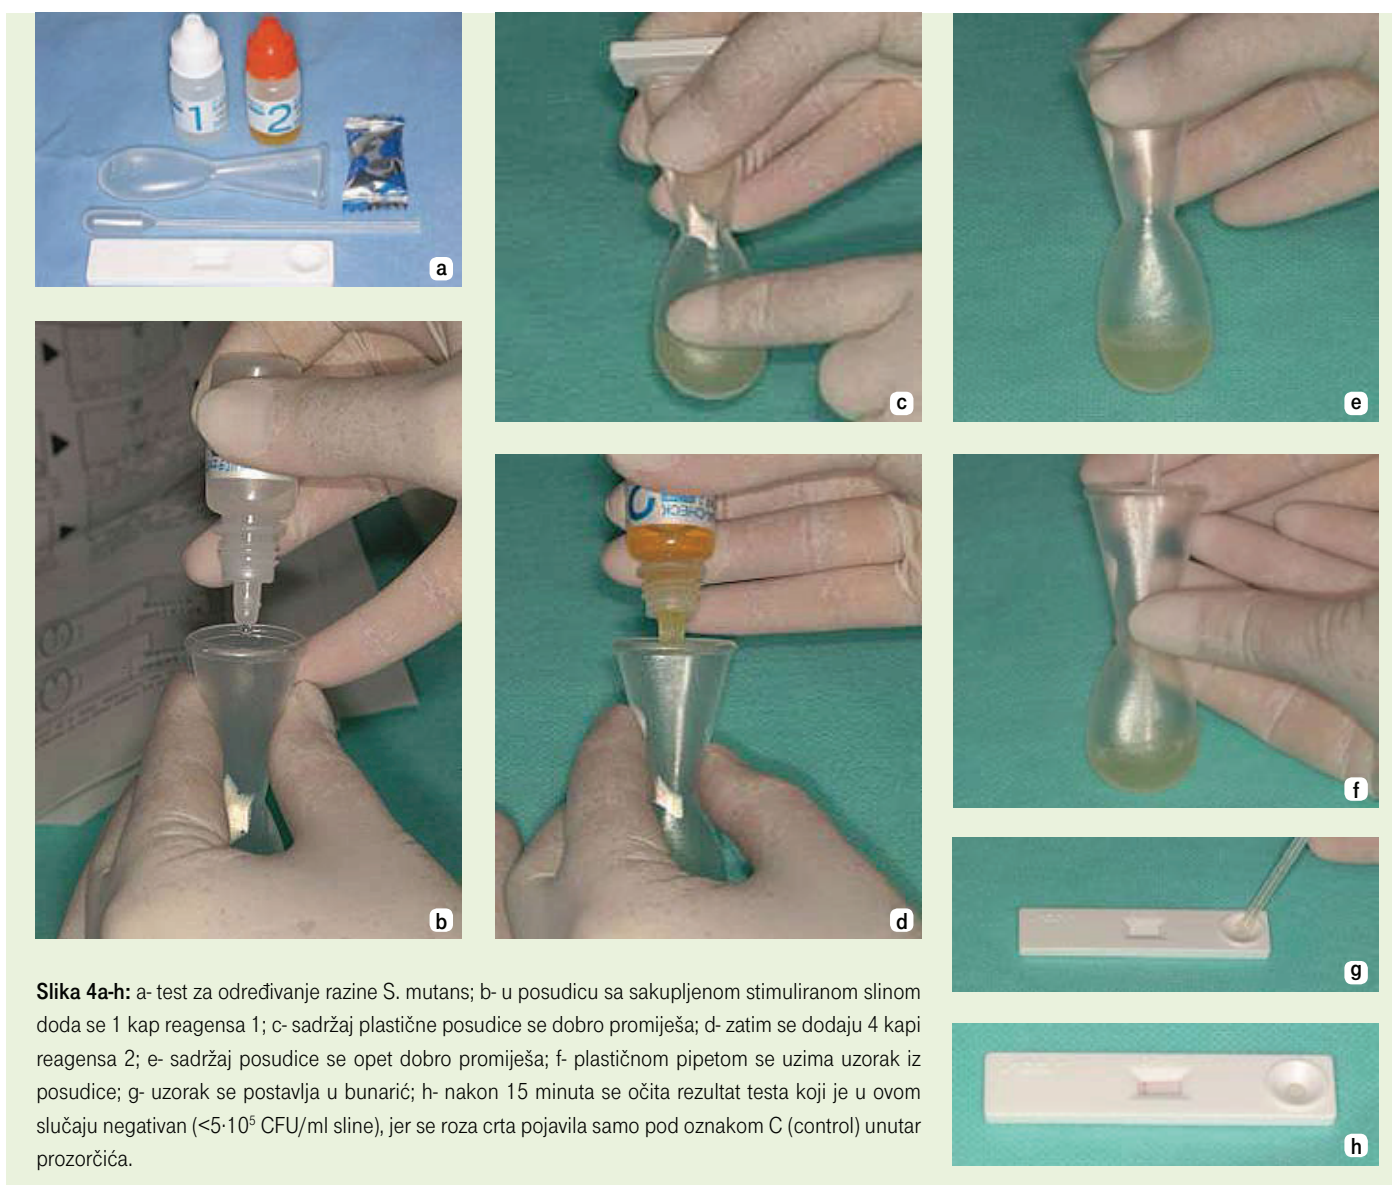 1
2
a
b
c
CHECK
d
e
f
g
h
Slika 4a-h: a- test za određivanje razine S. mutans; b- u posudicu sa sakupljenom stimuliranom slinom
doda se 1 kap reagensa 1; c- sadržaj plastične posudice se dobro promiješa; d- zatim se dodaju 4 kapi
reagensa 2; e- sadržaj posudice se opet dobro promiješa; f- plastičnom pipetom se uzima uzorak iz
posudice; g- uzorak se postavlja u bunarić; h- nakon 15 minuta se očita rezultat testa koji je u ovom
slučaju negativan (<5·10⁵ CFU/ml sline), jer se roza crta pojavila samo pod oznakom C (control) unutar
prozorčića.